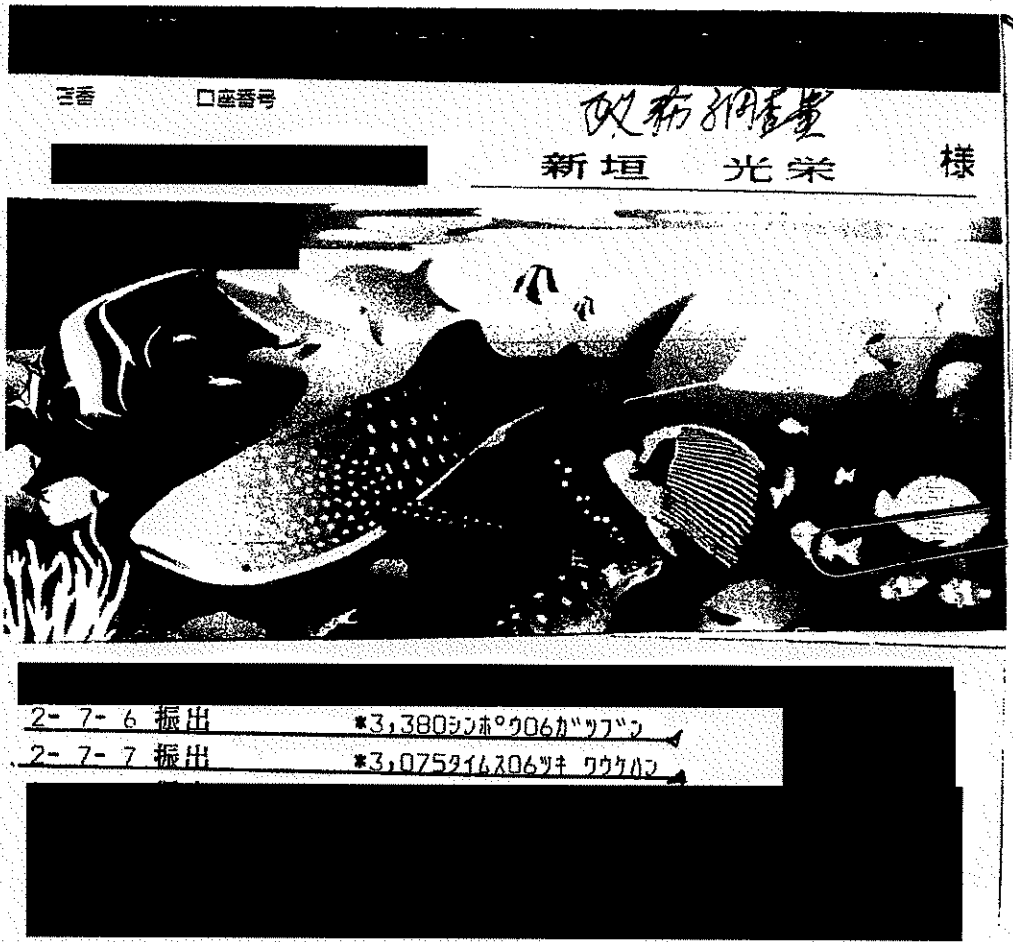 店番 口座番号
政務調査費
新垣 光栄 様
2- 7- 6 振出 *3,380シンポウ06ガツブン
2- 7- 7 振出 *3,075タイムス06ツキ ワウケハン